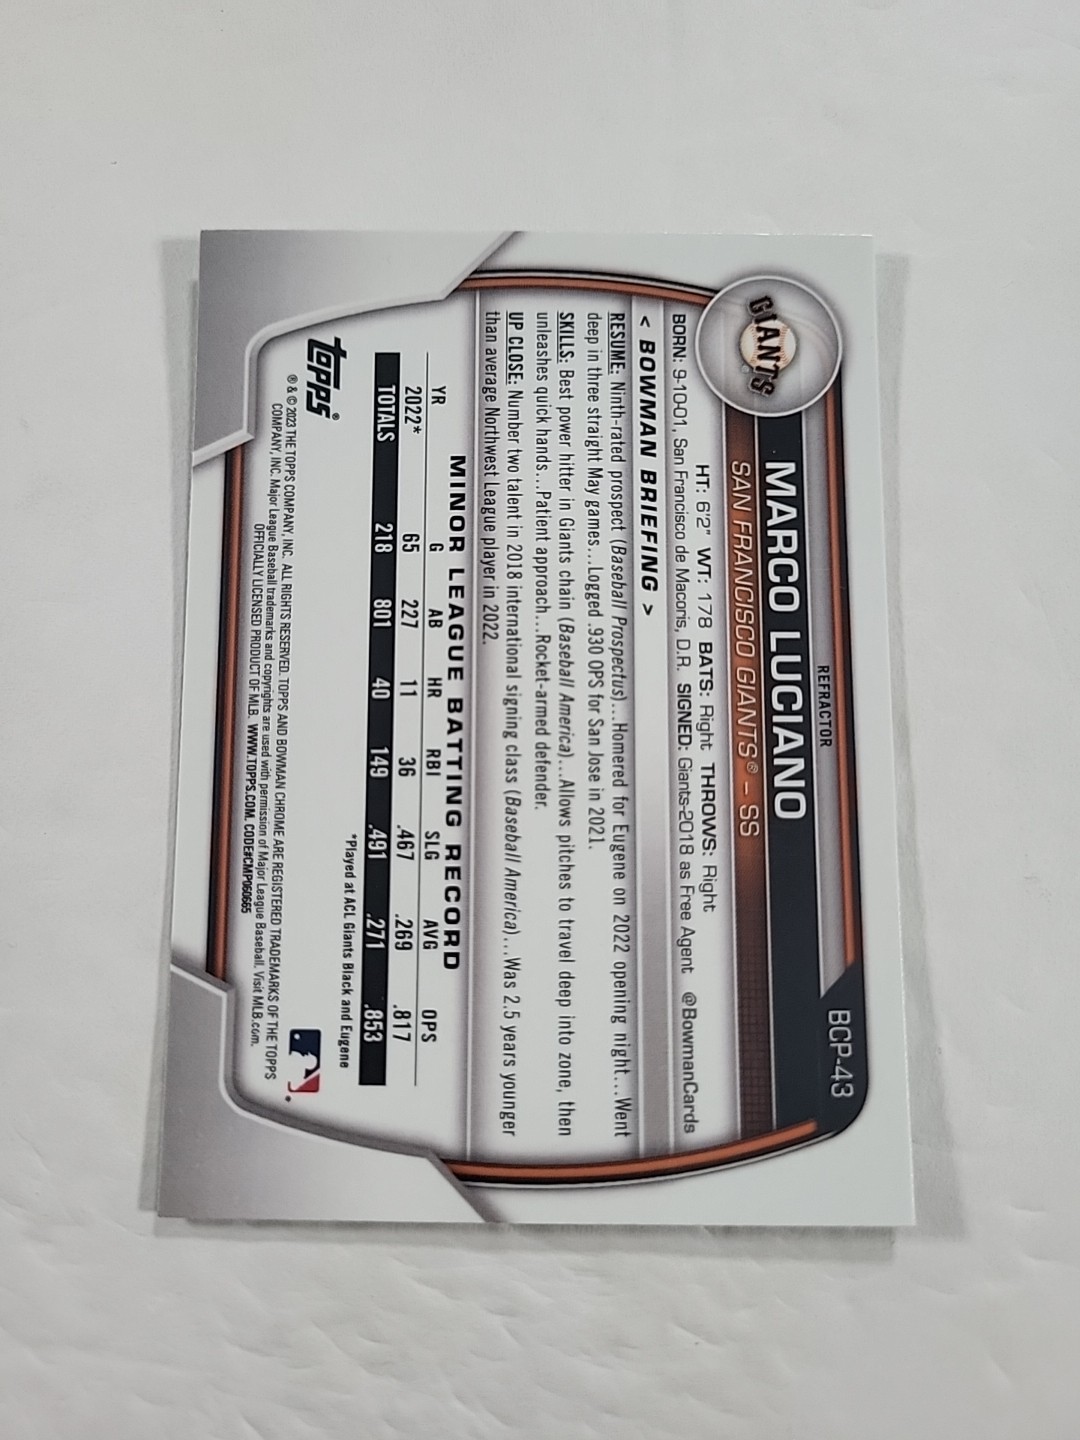 REFRACTOR
BCP-43
GIANTS
MARCO LUCIANO
SAN FRANCISCO GIANTS® – SS
HT: 6'2" WT: 178 BATS: Right THROWS: Right
BORN: 9-10-01, San Francisco de Macoris, D.R. SIGNED: Giants-2018 as Free Agent @BowmanCards
< BOWMAN BRIEFING >
RESUME: Ninth-rated prospect (Baseball Prospectus)...Homered for Eugene on 2022 opening night...Went
deep in three straight May games...Logged .930 OPS for San Jose in 2021.
SKILLS: Best power hitter in Giants chain (Baseball America)...Allows pitches to travel deep into zone, then
unleashes quick hands...Patient approach...Rocket-armed defender.
UP CLOSE: Number two talent in 2018 international signing class (Baseball America)...Was 2.5 years younger
than average Northwest League player in 2022.
MINOR LEAGUE BATTING RECORD
YR G AB HR RBI SLG AVG OPS
2022* 65 227 11 36 .467 .269 .817
TOTALS 218 801 40 149 .491 .271 .853
*Played at ACL Giants Black and Eugene
topps®
® & © 2023 THE TOPPS COMPANY, INC. ALL RIGHTS RESERVED. TOPPS AND BOWMAN CHROME ARE REGISTERED TRADEMARKS OF THE TOPPS
COMPANY, INC. Major League Baseball trademarks and copyrights are used with permission of Major League Baseball. Visit MLB.com.
OFFICIALLY LICENSED PRODUCT OF MLB. WWW.TOPPS.COM. CODE#CMP060665